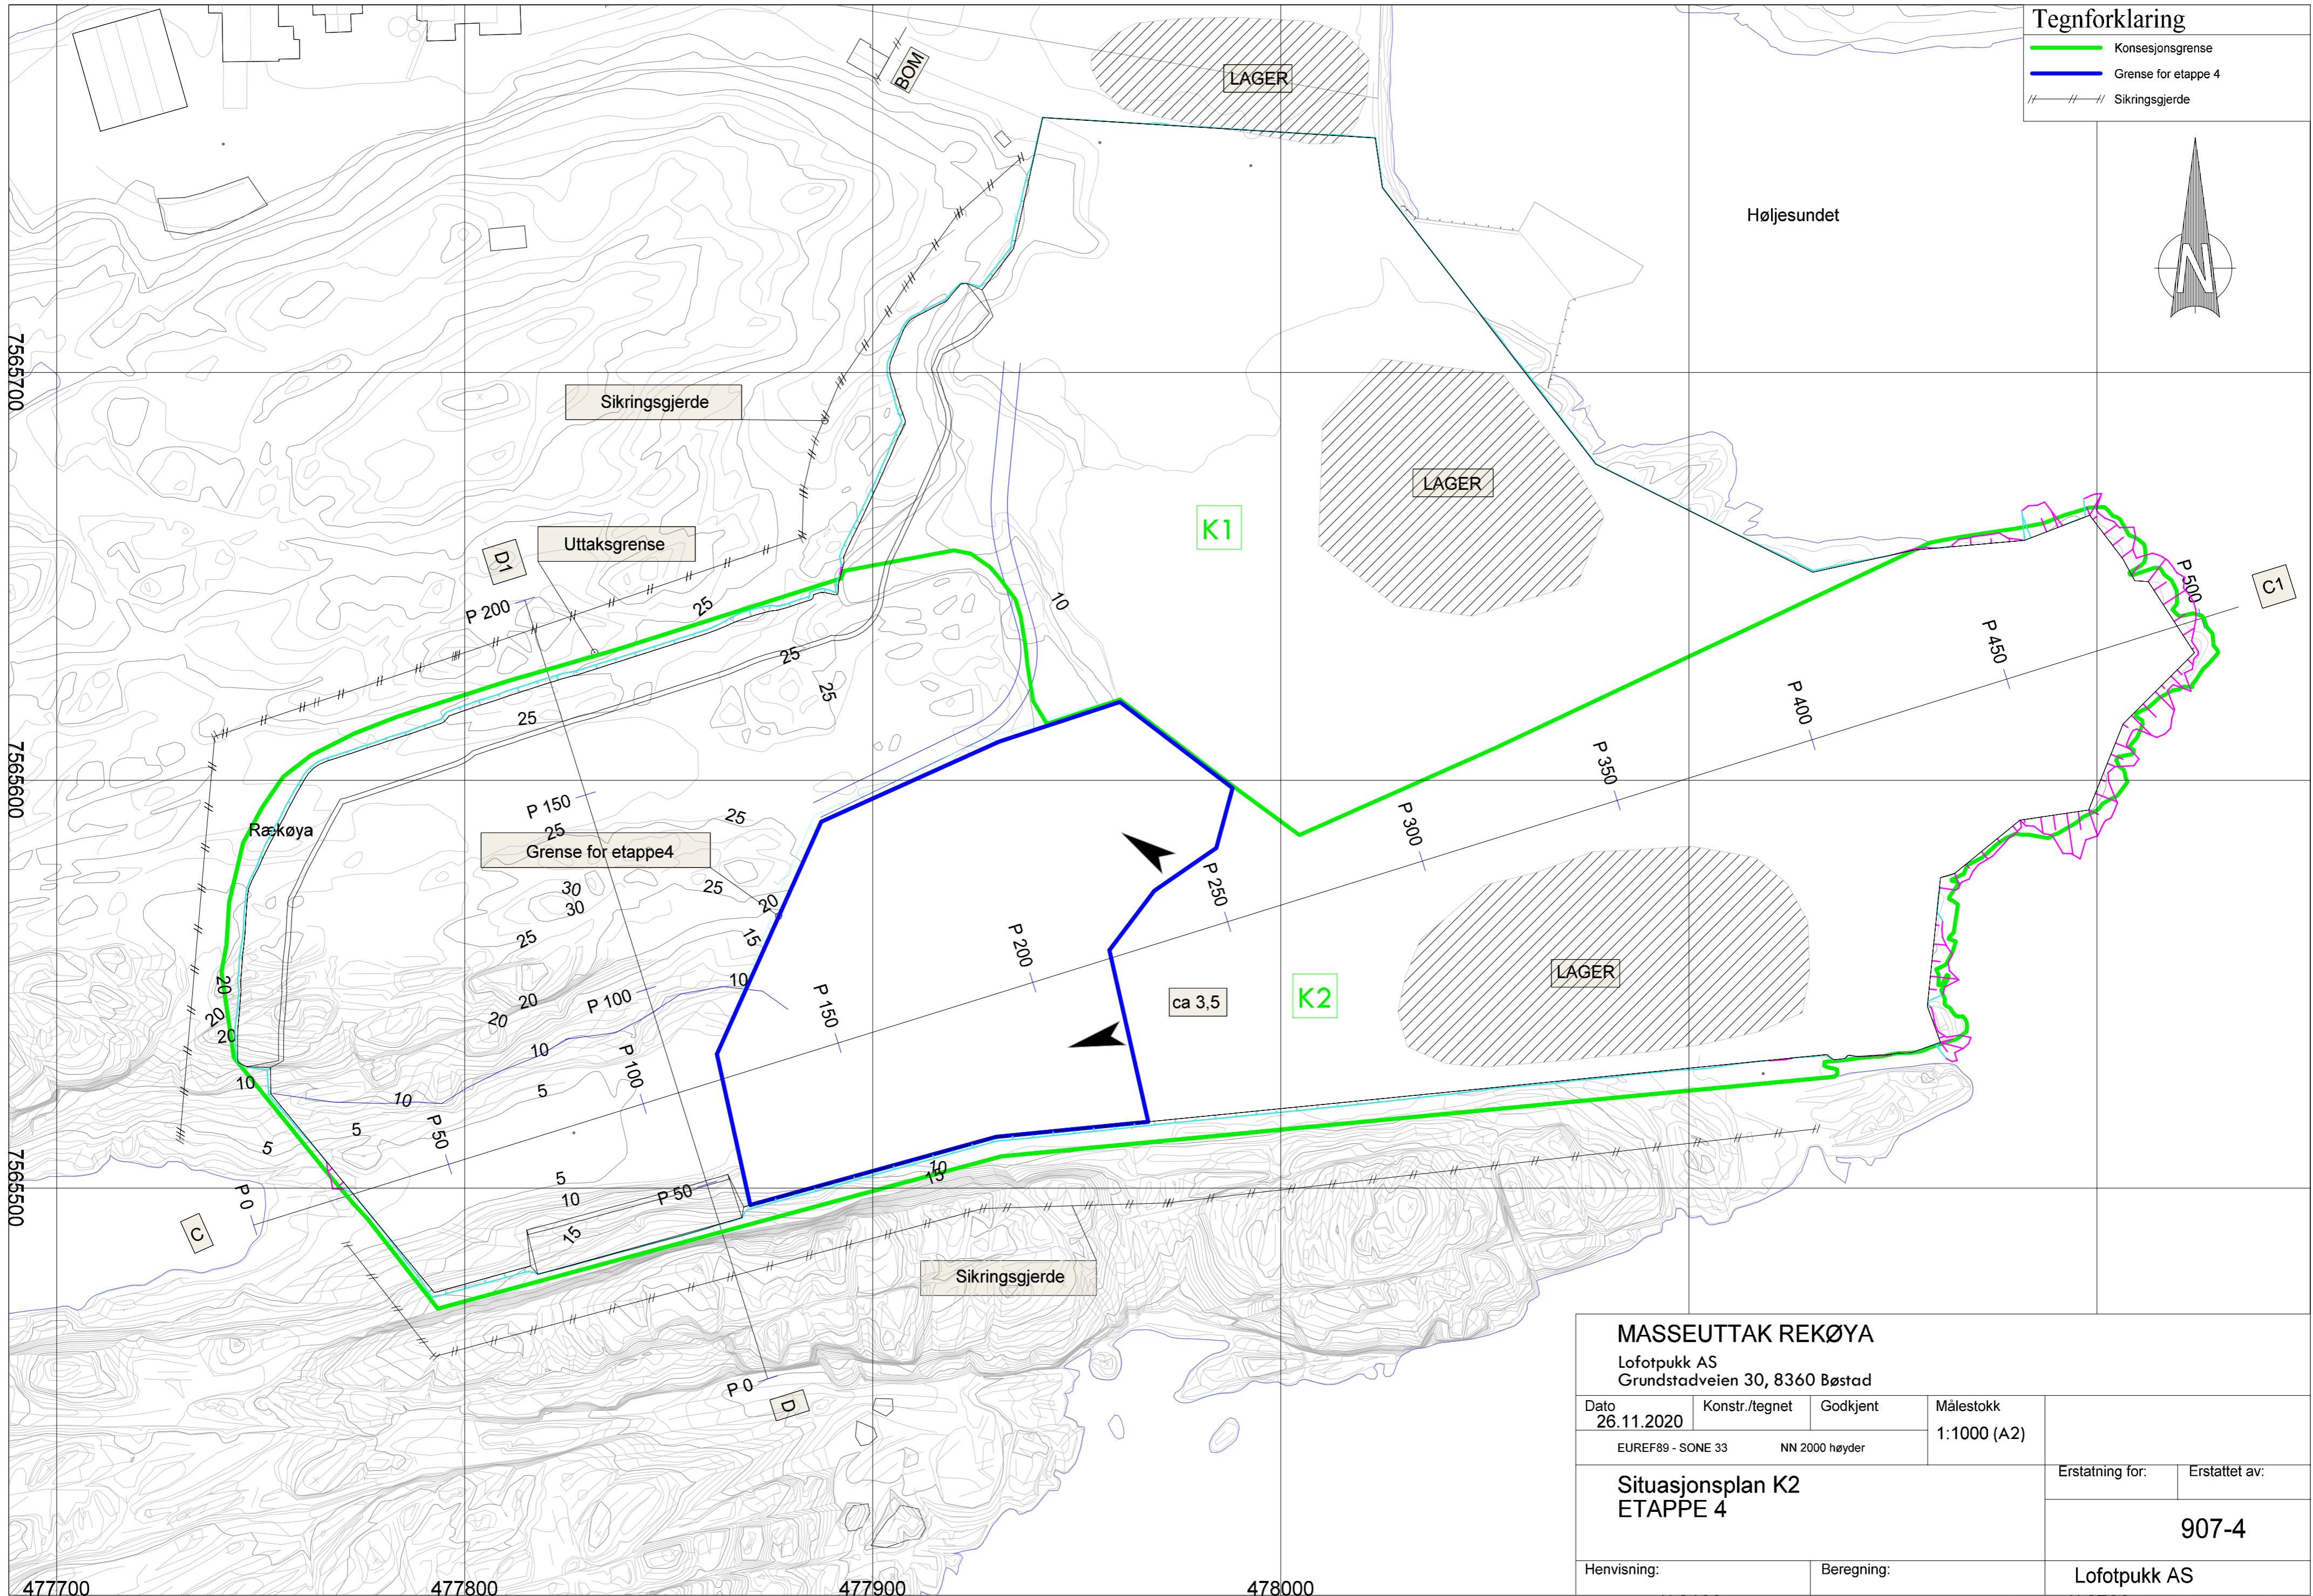 Tegnforklaring
Konsesjonsgrense
Grense for etappe 4
Sikringsgjerde
BOM
LAGER
Høljesundet
7565700
Sikringsgjerde
LAGER
K1
Uttaksgrense
D1
P 200
25
10
P 500
C1
25
25
25
P 450
P 400
P 350
7565600
P 150
25
25
Rækøya
Grense for etappe4
P 300
30
30
25
20
P 250
25
15
P 200
LAGER
10
20
P 100
20
20
20
20
P 150
ca 3,5
K2
10
P 100
10
5
10
P 50
5
5
7565500
P 0
5
10
P 50
10
15
C
15
Sikringsgjerde
P 0
D
MASSEUTTAK REKØYA
Lofotpukk AS
Grundstadveien 30, 8360 Bøstad
Dato
26.11.2020
Konstr./tegnet
Godkjent
Målestokk
1:1000 (A2)
EUREF89 - SONE 33
NN 2000 høyder
Situasjonsplan K2
ETAPPE 4
Erstatning for:
Erstattet av:
907-4
Henvisning:
Beregning:
Lofotpukk AS
477700
477800
477900
478000